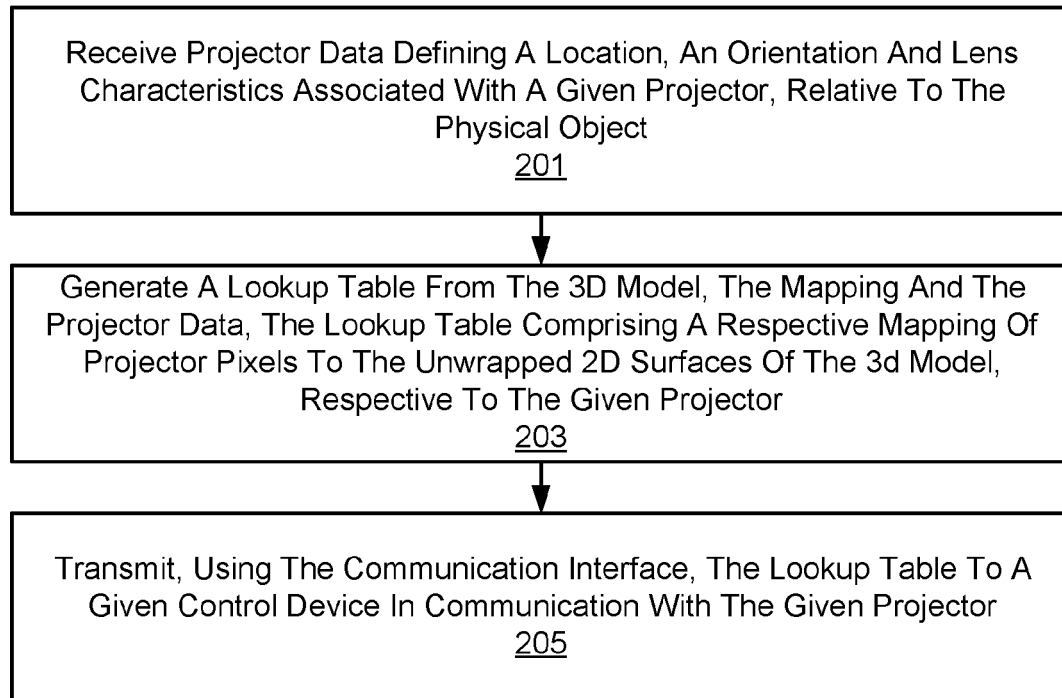 Receive Projector Data Defining A Location, An Orientation And Lens
Characteristics Associated With A Given Projector, Relative To The
Physical Object
201
Generate A Lookup Table From The 3D Model, The Mapping And The
Projector Data, The Lookup Table Comprising A Respective Mapping Of
Projector Pixels To The Unwrapped 2D Surfaces Of The 3d Model,
Respective To The Given Projector
203
Transmit, Using The Communication Interface, The Lookup Table To A
Given Control Device In Communication With The Given Projector
205